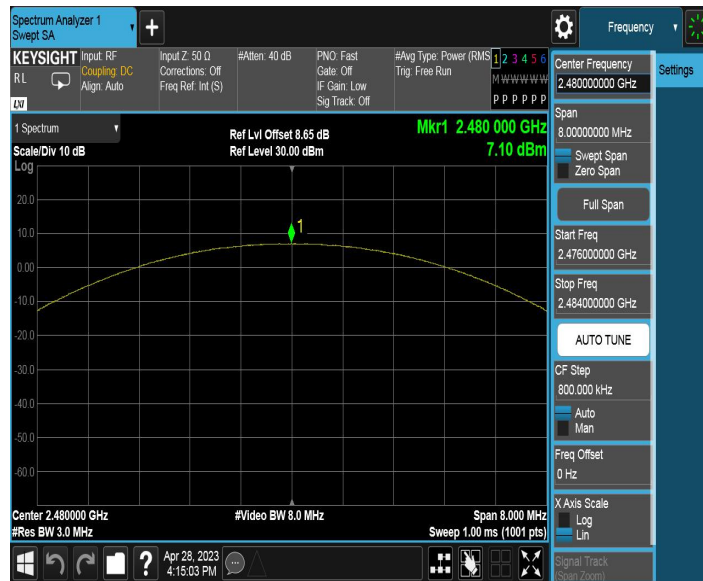 Spectrum Analyzer 1
Swept SA
+
Frequency
KEYSIGHT
RL
LXI
Input: RF
Coupling: DC
Align: Auto
Input Z: 50 Ω
Corrections: Off
Freq Ref: Int (S)
#Atten: 40 dB
PNO: Fast
Gate: Off
IF Gain: Low
Sig Track: Off
#Avg Type: Power (RMS
Trig: Free Run
1 2 3 4 5 6
M W W W W W
P P P P P P
1 Spectrum
Scale/Div 10 dB
Log
Ref Lvl Offset 8.65 dB
Ref Level 30.00 dBm
Mkr1 2.480 000 GHz
7.10 dBm
1
20.0
10.0
0.00
-10.0
-20.0
-30.0
-40.0
-50.0
-60.0
Center 2.480000 GHz
#Res BW 3.0 MHz
#Video BW 8.0 MHz
Span 8.000 MHz
Sweep 1.00 ms (1001 pts)
?
Apr 28, 2023
4:15:03 PM
Center Frequency
2.480000000 GHz
Span
8.00000000 MHz
Swept Span
Zero Span
Full Span
Start Freq
2.476000000 GHz
Stop Freq
2.484000000 GHz
AUTO TUNE
CF Step
800.000 kHz
Auto
Man
Freq Offset
0 Hz
X Axis Scale
Log
Lin
Signal Track
(Span Zoom)
Settings